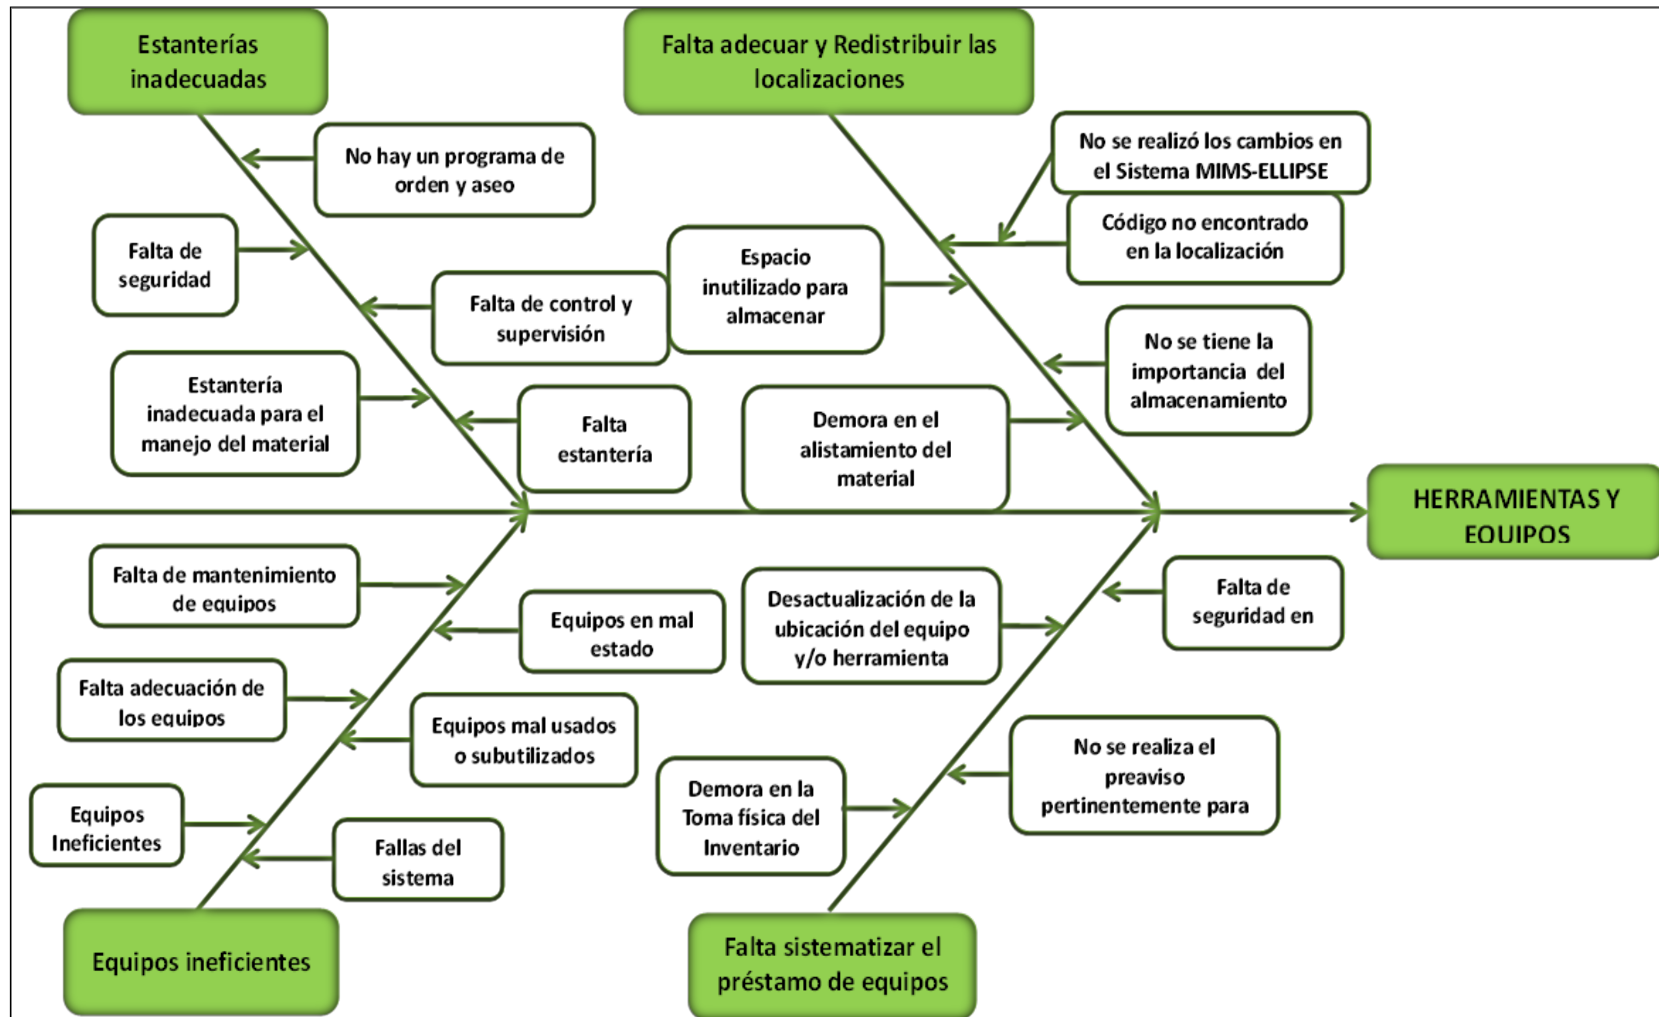 Estanterías
inadecuadas
Falta adecuar y Redistribuir las
localizaciones
No hay un programa de
orden y aseo
No se realizó los cambios en
el Sistema MIMS-ELLIPSE
Falta de
seguridad
Código no encontrado
en la localización
Espacio
inutilizado para
almacenar
Falta de control y
supervisión
No se tiene la
importancia del
almacenamiento
Estantería
inadecuada para el
manejo del material
Falta
estantería
Demora en el
alistamiento del
material
HERRAMIENTAS Y
EQUIPOS
Falta de mantenimiento
de equipos
Equipos en mal
estado
Desactualización de la
ubicación del equipo
y/o herramienta
Falta de
seguridad en
Falta adecuación de
los equipos
Equipos mal usados
o subutilizados
No se realiza el
preaviso
pertinentemente para
Equipos
Ineficientes
Fallas del
sistema
Demora en la
Toma física del
Inventario
Equipos ineficientes
Falta sistematizar el
préstamo de equipos